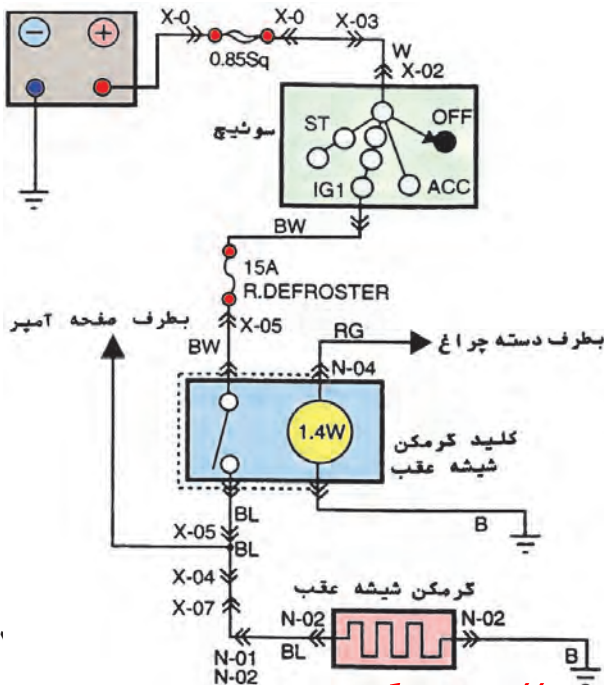 X-0
X-0
X-03
0.85Sq
W
X-02
سوئیچ
ST
OFF
IG1
ACC
BW
15A
R.DEFROSTER
بطرف صفحه آمپر
X-05
BW
RG
بطرف دسته چراغ
N-04
1.4W
کلید گرمکن
شیشه عقب
BL
X-05
BL
B
X-04
X-07
گرمکن شیشه عقب
N-02
N-02
BL
B
N-01
N-02